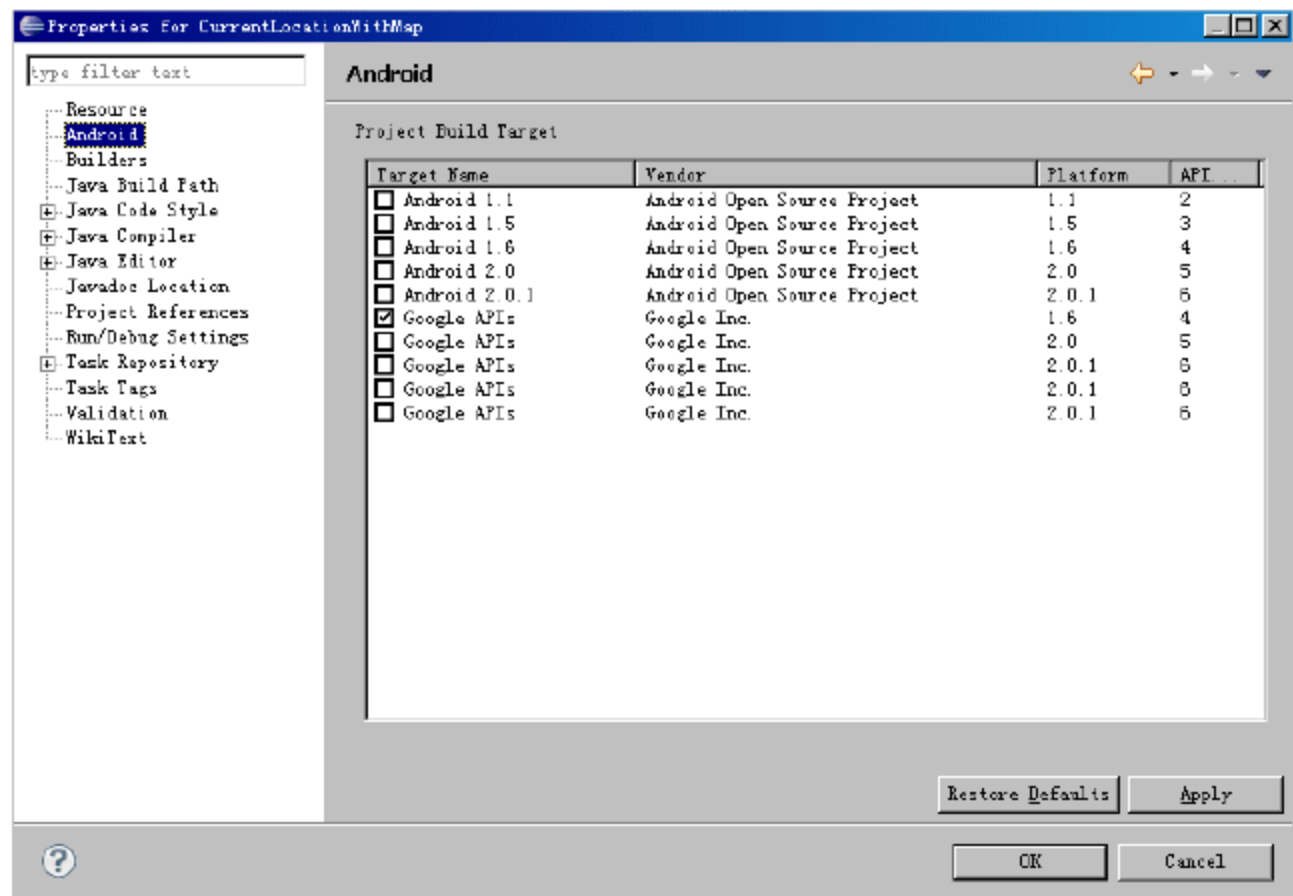 Properties for CurrentLocationWithMap
type filter text
Resource
Android
Builders
Java Build Path
Java Code Style
Java Compiler
Java Editor
Javadoc Location
Project References
Run/Debug Settings
Task Repository
Task Tags
Validation
WikiText
Android
Project Build Target
Target Name Vendor Platform API...
Android 1.1 Android Open Source Project 1.1 2
Android 1.5 Android Open Source Project 1.5 3
Android 1.6 Android Open Source Project 1.6 4
Android 2.0 Android Open Source Project 2.0 5
Android 2.0.1 Android Open Source Project 2.0.1 6
Google APIs Google Inc. 1.6 4
Google APIs Google Inc. 2.0 5
Google APIs Google Inc. 2.0.1 6
Google APIs Google Inc. 2.0.1 6
Google APIs Google Inc. 2.0.1 6
Restore Defaults Apply
? OK Cancel